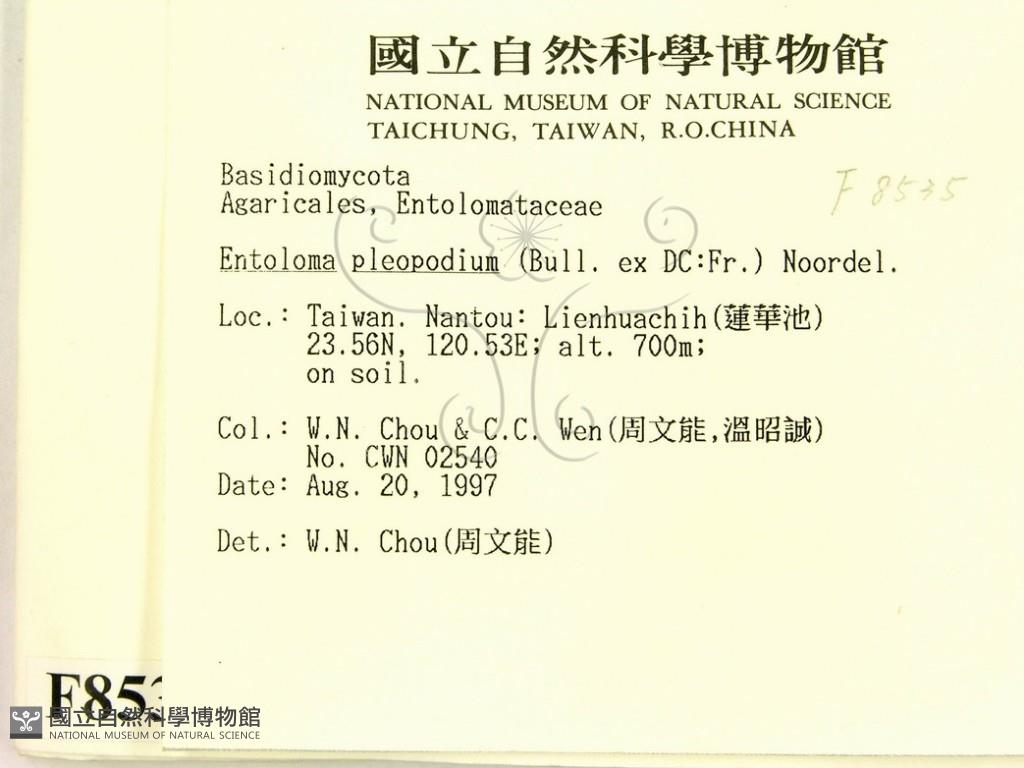 國立自然科學博物館
NATIONAL MUSEUM OF NATURAL SCIENCE
TAICHUNG, TAIWAN, R.O.CHINA
F 8535
Basidiomycota
Agaricales, Entolomataceae
Entoloma pleopodium (Bull. ex DC:Fr.) Noordel.
Loc.: Taiwan. Nantou: Lienhuachih(蓮華池)
23.56N, 120.53E; alt. 700m;
on soil.
Col.: W.N. Chou & C.C. Wen(周文能,溫昭誠)
No. CWN 02540
Date: Aug. 20, 1997
Det.: W.N. Chou(周文能)
F853
國立自然科學博物館
NATIONAL MUSEUM OF NATURAL SCIENCE